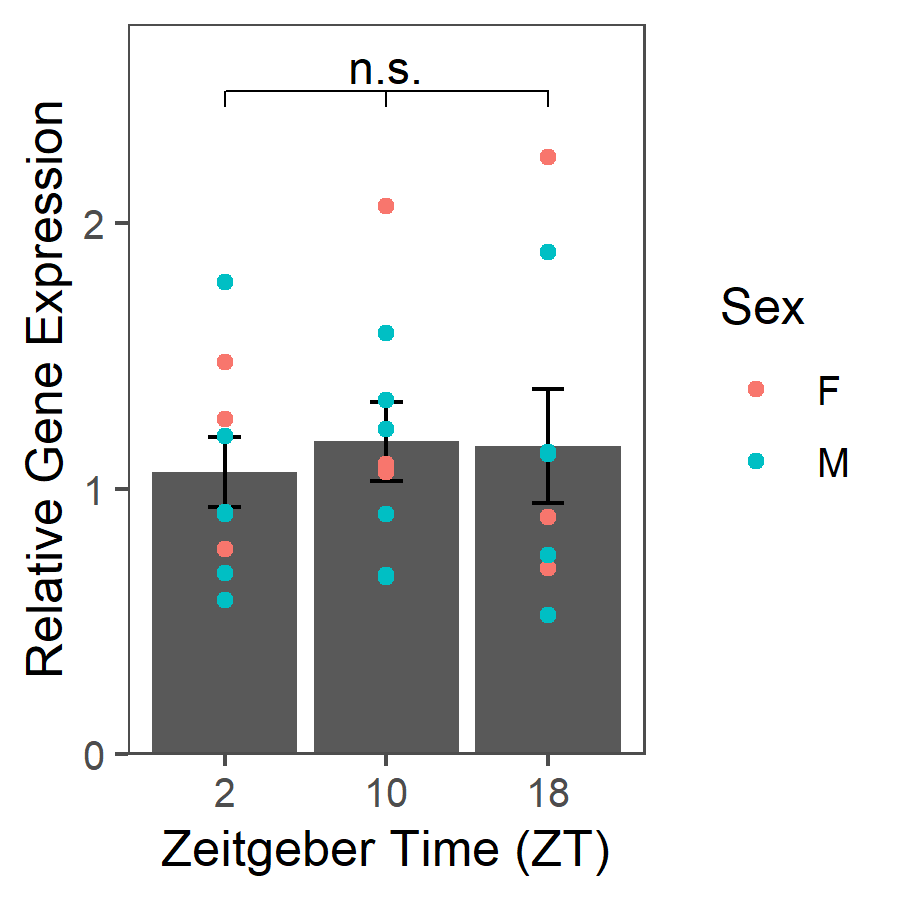 n.s.
Relative Gene Expression
2
1
0
2 10 18
Zeitgeber Time (ZT)
Sex
F
M